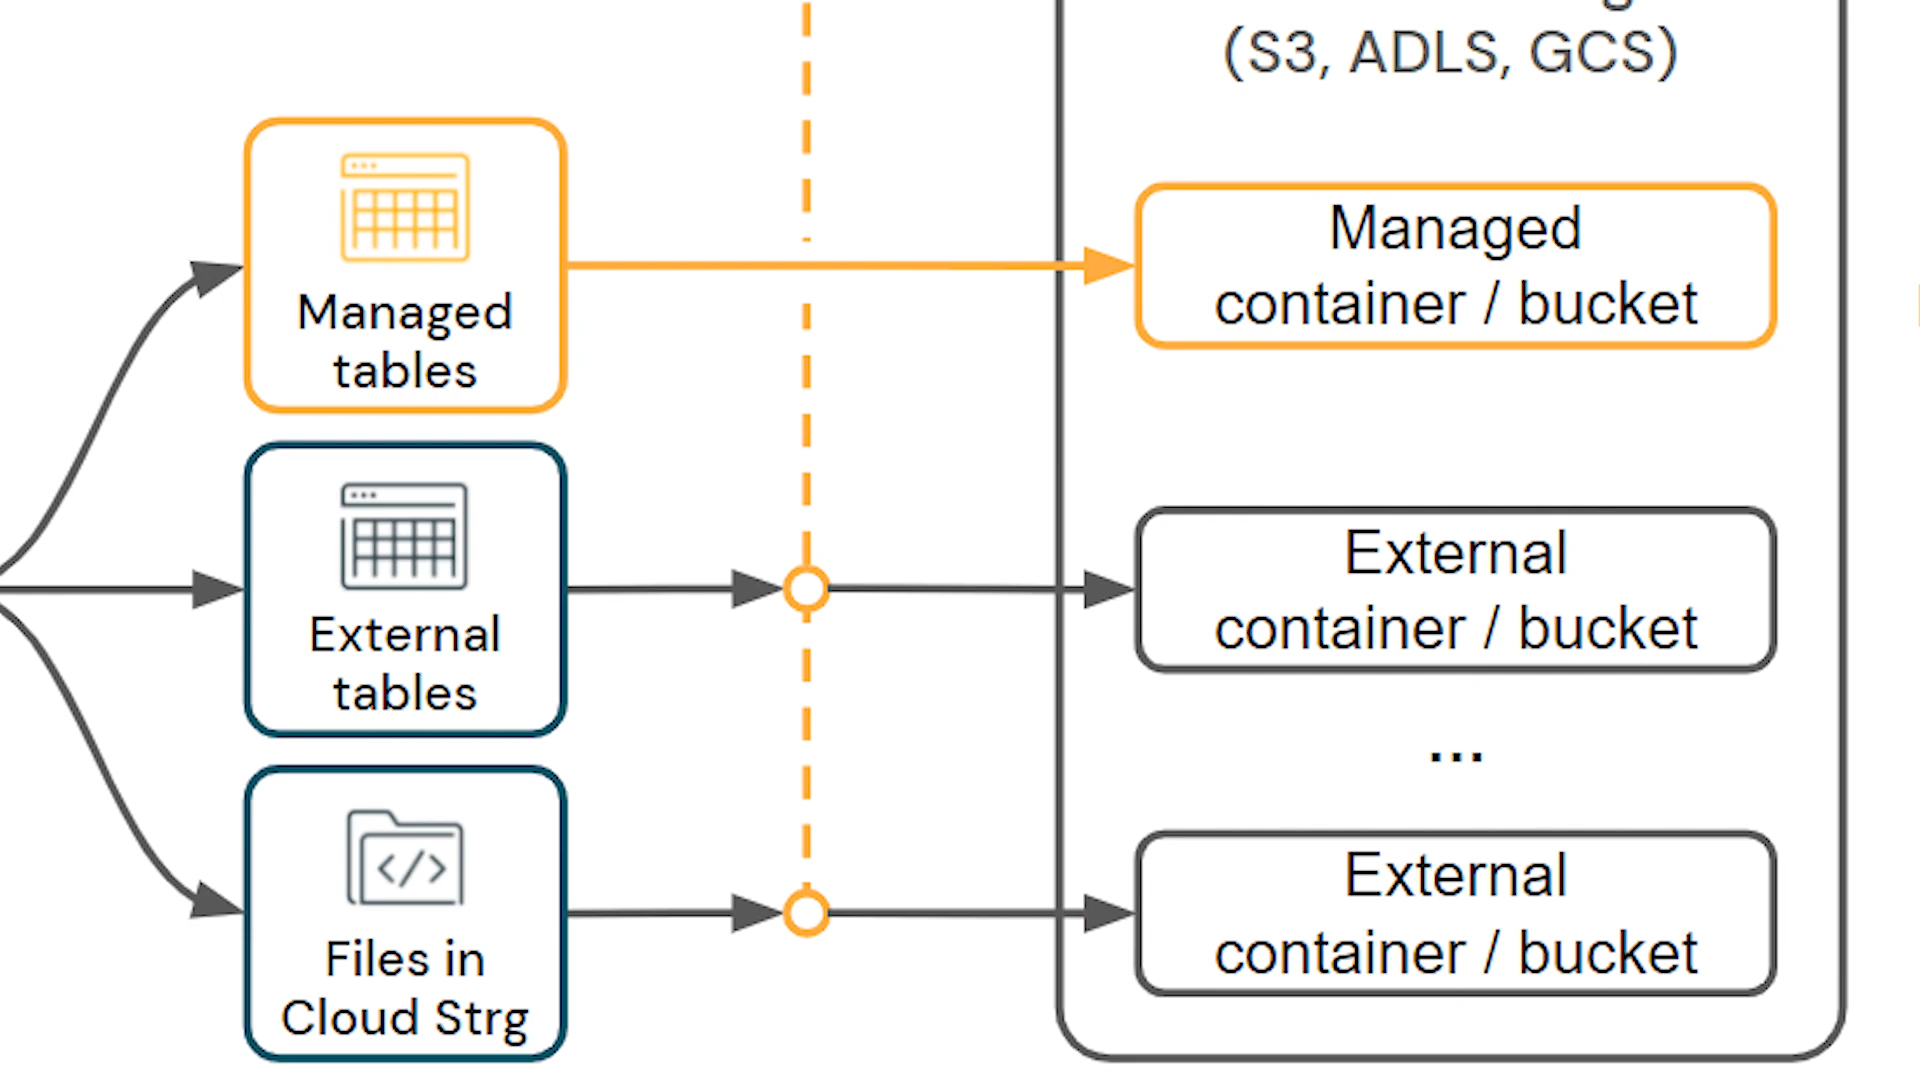 (S3, ADLS, GCS)
Managed
tables
Managed
container / bucket
External
tables
External
container / bucket
...
Files in
Cloud Strg
External
container / bucket